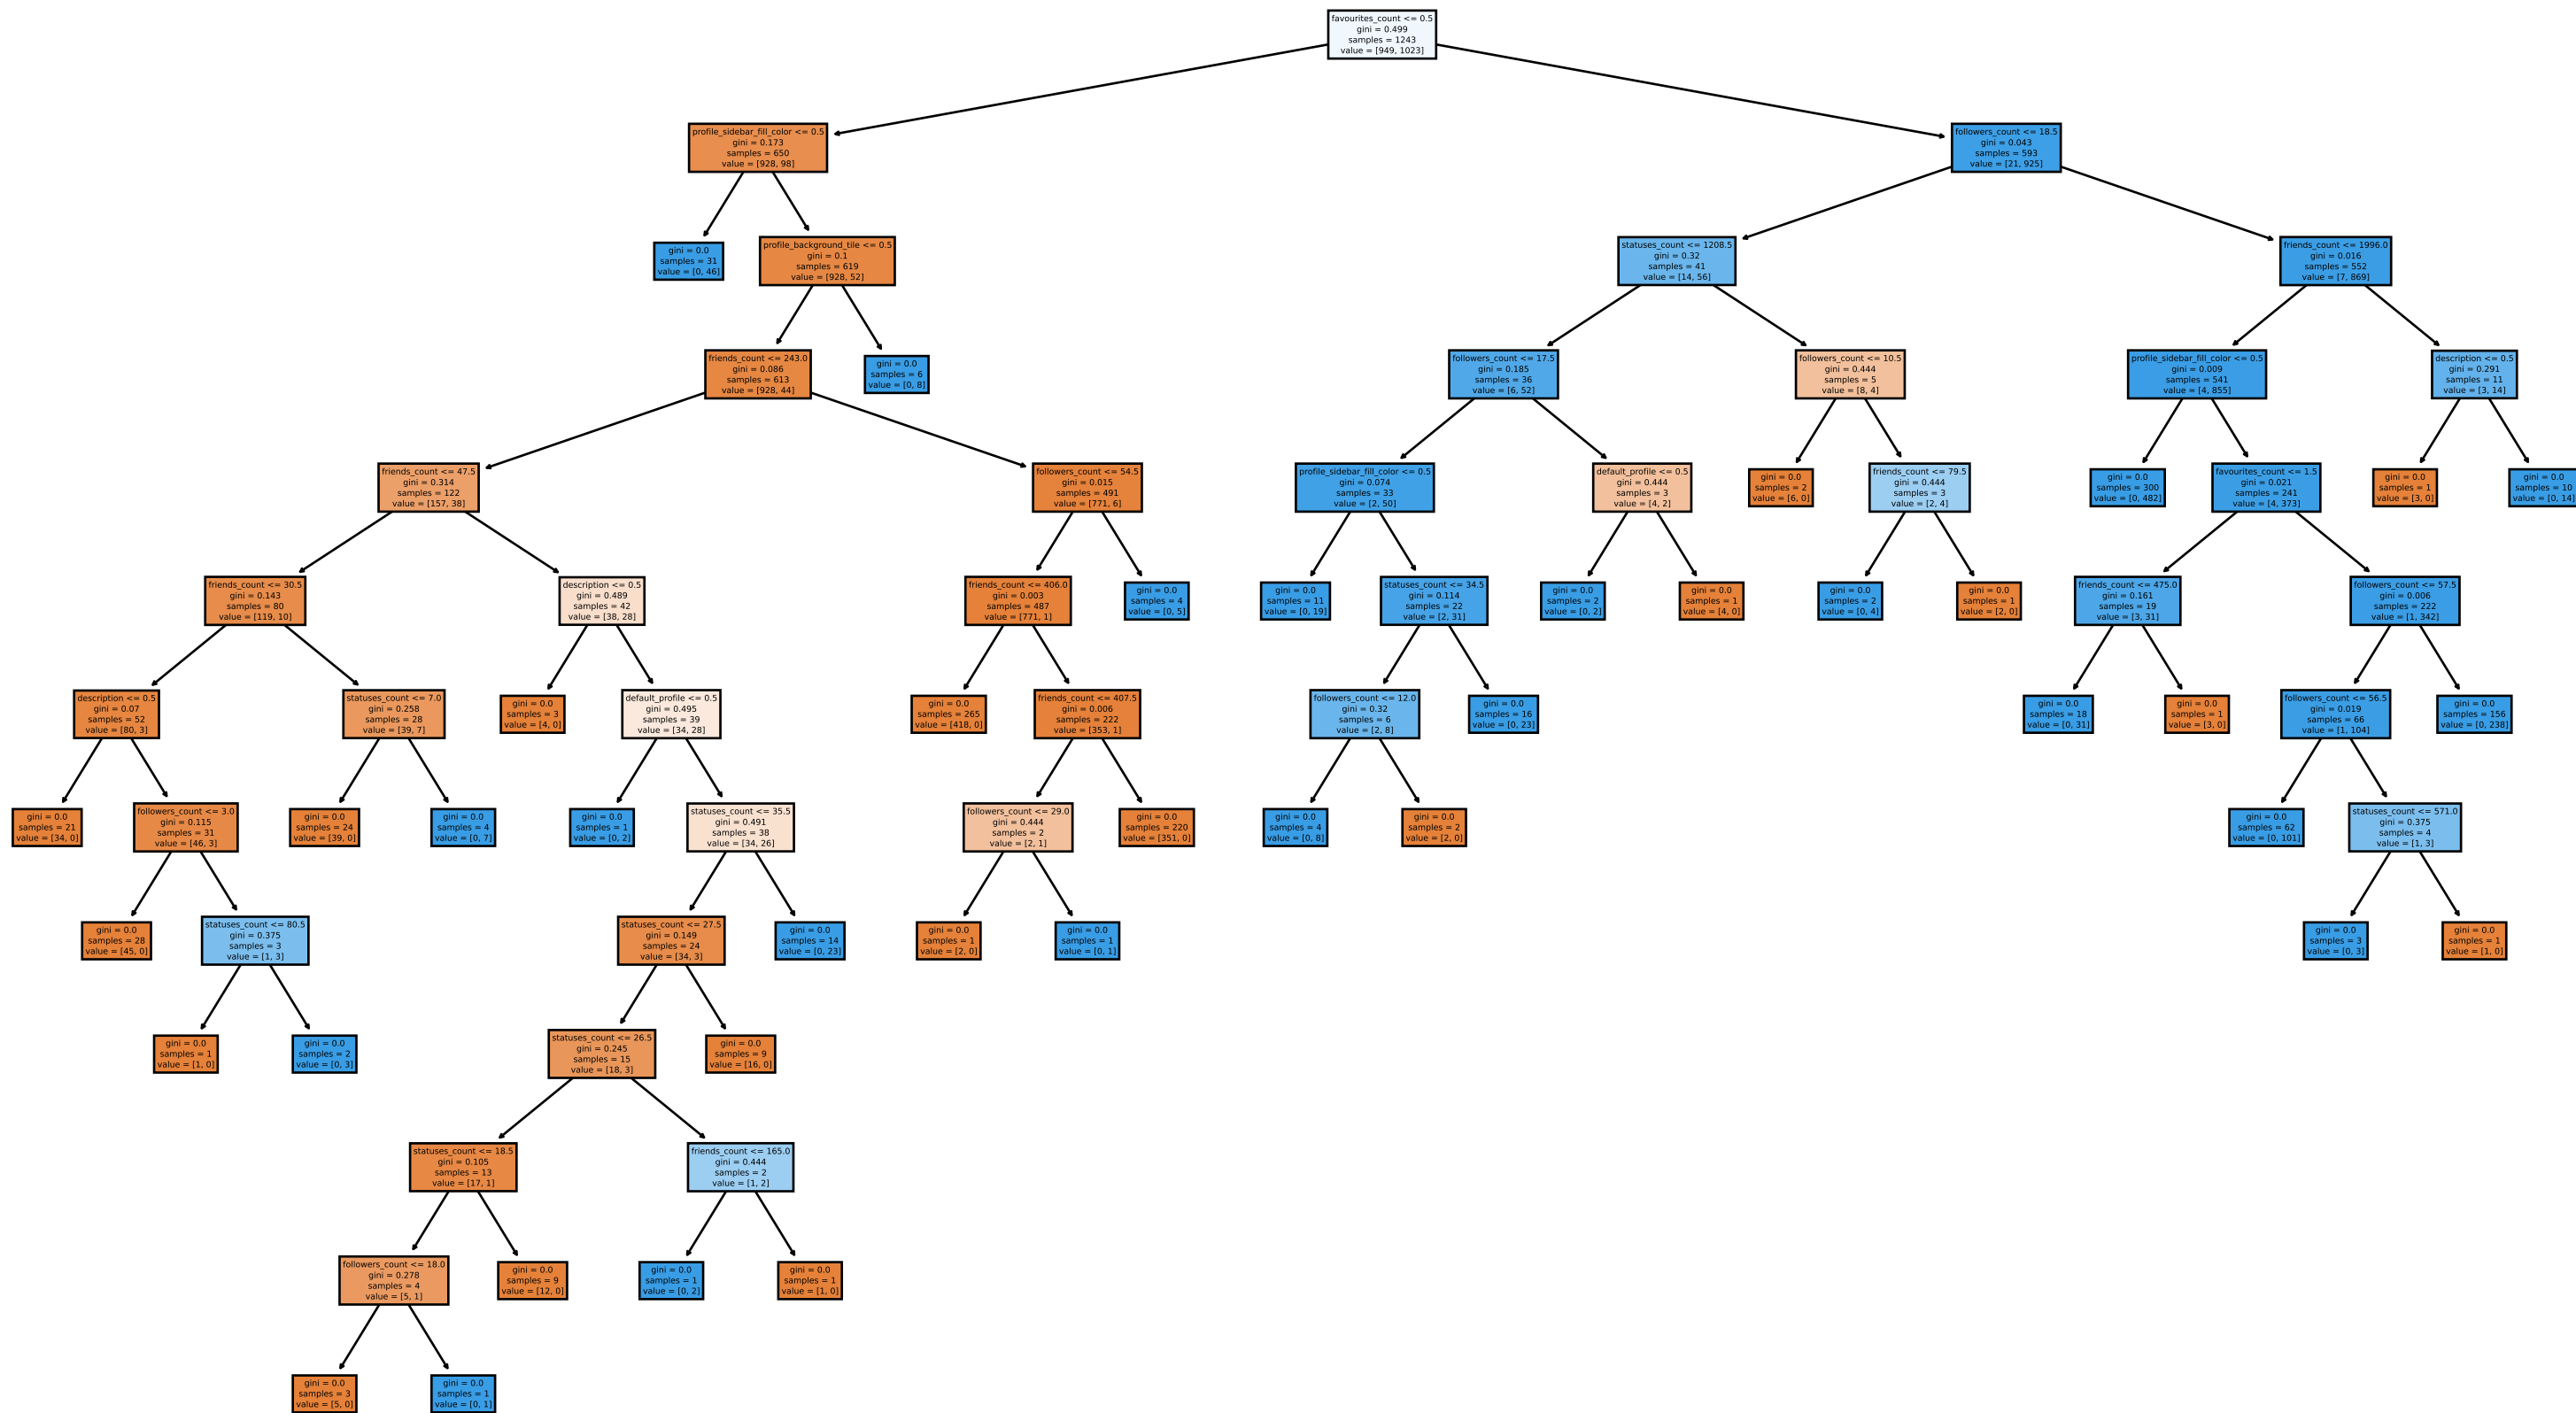 favourites_count <= 0.5
gini = 0.499
samples = 1243
value = [949, 1023]
profile_sidebar_fill_color <= 0.5
gini = 0.173
samples = 650
value = [928, 98]
followers_count <= 18.5
gini = 0.043
samples = 593
value = [21, 925]
gini = 0.0
samples = 31
value = [0, 46]
profile_background_tile <= 0.5
gini = 0.1
samples = 619
value = [928, 52]
statuses_count <= 1208.5
gini = 0.32
samples = 41
value = [14, 56]
friends_count <= 1996.0
gini = 0.016
samples = 552
value = [7, 869]
friends_count <= 243.0
gini = 0.086
samples = 613
value = [928, 44]
gini = 0.0
samples = 6
value = [0, 8]
followers_count <= 17.5
gini = 0.185
samples = 36
value = [6, 52]
followers_count <= 10.5
gini = 0.444
samples = 5
value = [8, 4]
profile_sidebar_fill_color <= 0.5
gini = 0.009
samples = 541
value = [4, 855]
description <= 0.5
gini = 0.291
samples = 11
value = [3, 14]
friends_count <= 47.5
gini = 0.314
samples = 122
value = [157, 38]
followers_count <= 54.5
gini = 0.015
samples = 491
value = [771, 6]
profile_sidebar_fill_color <= 0.5
gini = 0.074
samples = 33
value = [2, 50]
default_profile <= 0.5
gini = 0.444
samples = 3
value = [4, 2]
gini = 0.0
samples = 2
value = [6, 0]
friends_count <= 79.5
gini = 0.444
samples = 3
value = [2, 4]
gini = 0.0
samples = 300
value = [0, 482]
favourites_count <= 1.5
gini = 0.021
samples = 241
value = [4, 373]
gini = 0.0
samples = 1
value = [3, 0]
gini = 0.0
samples = 10
value = [0, 14]
friends_count <= 30.5
gini = 0.143
samples = 80
value = [119, 10]
description <= 0.5
gini = 0.489
samples = 42
value = [38, 28]
friends_count <= 406.0
gini = 0.003
samples = 487
value = [771, 1]
gini = 0.0
samples = 4
value = [0, 5]
gini = 0.0
samples = 11
value = [0, 19]
statuses_count <= 34.5
gini = 0.114
samples = 22
value = [2, 31]
gini = 0.0
samples = 2
value = [0, 2]
gini = 0.0
samples = 1
value = [4, 0]
gini = 0.0
samples = 2
value = [0, 4]
gini = 0.0
samples = 1
value = [2, 0]
friends_count <= 475.0
gini = 0.161
samples = 19
value = [3, 31]
followers_count <= 57.5
gini = 0.006
samples = 222
value = [1, 342]
description <= 0.5
gini = 0.07
samples = 52
value = [80, 3]
statuses_count <= 7.0
gini = 0.258
samples = 28
value = [39, 7]
gini = 0.0
samples = 3
value = [4, 0]
default_profile <= 0.5
gini = 0.495
samples = 39
value = [34, 28]
gini = 0.0
samples = 265
value = [418, 0]
friends_count <= 407.5
gini = 0.006
samples = 222
value = [353, 1]
followers_count <= 12.0
gini = 0.32
samples = 6
value = [2, 8]
gini = 0.0
samples = 16
value = [0, 23]
gini = 0.0
samples = 18
value = [0, 31]
gini = 0.0
samples = 1
value = [3, 0]
followers_count <= 56.5
gini = 0.019
samples = 66
value = [1, 104]
gini = 0.0
samples = 156
value = [0, 238]
gini = 0.0
samples = 21
value = [34, 0]
followers_count <= 3.0
gini = 0.115
samples = 31
value = [46, 3]
gini = 0.0
samples = 24
value = [39, 0]
gini = 0.0
samples = 4
value = [0, 7]
gini = 0.0
samples = 1
value = [0, 2]
statuses_count <= 35.5
gini = 0.491
samples = 38
value = [34, 26]
followers_count <= 29.0
gini = 0.444
samples = 2
value = [2, 1]
gini = 0.0
samples = 220
value = [351, 0]
gini = 0.0
samples = 4
value = [0, 8]
gini = 0.0
samples = 2
value = [2, 0]
gini = 0.0
samples = 62
value = [0, 101]
statuses_count <= 571.0
gini = 0.375
samples = 4
value = [1, 3]
gini = 0.0
samples = 28
value = [45, 0]
statuses_count <= 80.5
gini = 0.375
samples = 3
value = [1, 3]
statuses_count <= 27.5
gini = 0.149
samples = 24
value = [34, 3]
gini = 0.0
samples = 14
value = [0, 23]
gini = 0.0
samples = 1
value = [2, 0]
gini = 0.0
samples = 1
value = [0, 1]
gini = 0.0
samples = 3
value = [0, 3]
gini = 0.0
samples = 1
value = [1, 0]
gini = 0.0
samples = 1
value = [1, 0]
gini = 0.0
samples = 2
value = [0, 3]
statuses_count <= 26.5
gini = 0.245
samples = 15
value = [18, 3]
gini = 0.0
samples = 9
value = [16, 0]
statuses_count <= 18.5
gini = 0.105
samples = 13
value = [17, 1]
friends_count <= 165.0
gini = 0.444
samples = 2
value = [1, 2]
followers_count <= 18.0
gini = 0.278
samples = 4
value = [5, 1]
gini = 0.0
samples = 9
value = [12, 0]
gini = 0.0
samples = 1
value = [0, 2]
gini = 0.0
samples = 1
value = [1, 0]
gini = 0.0
samples = 3
value = [5, 0]
gini = 0.0
samples = 1
value = [0, 1]